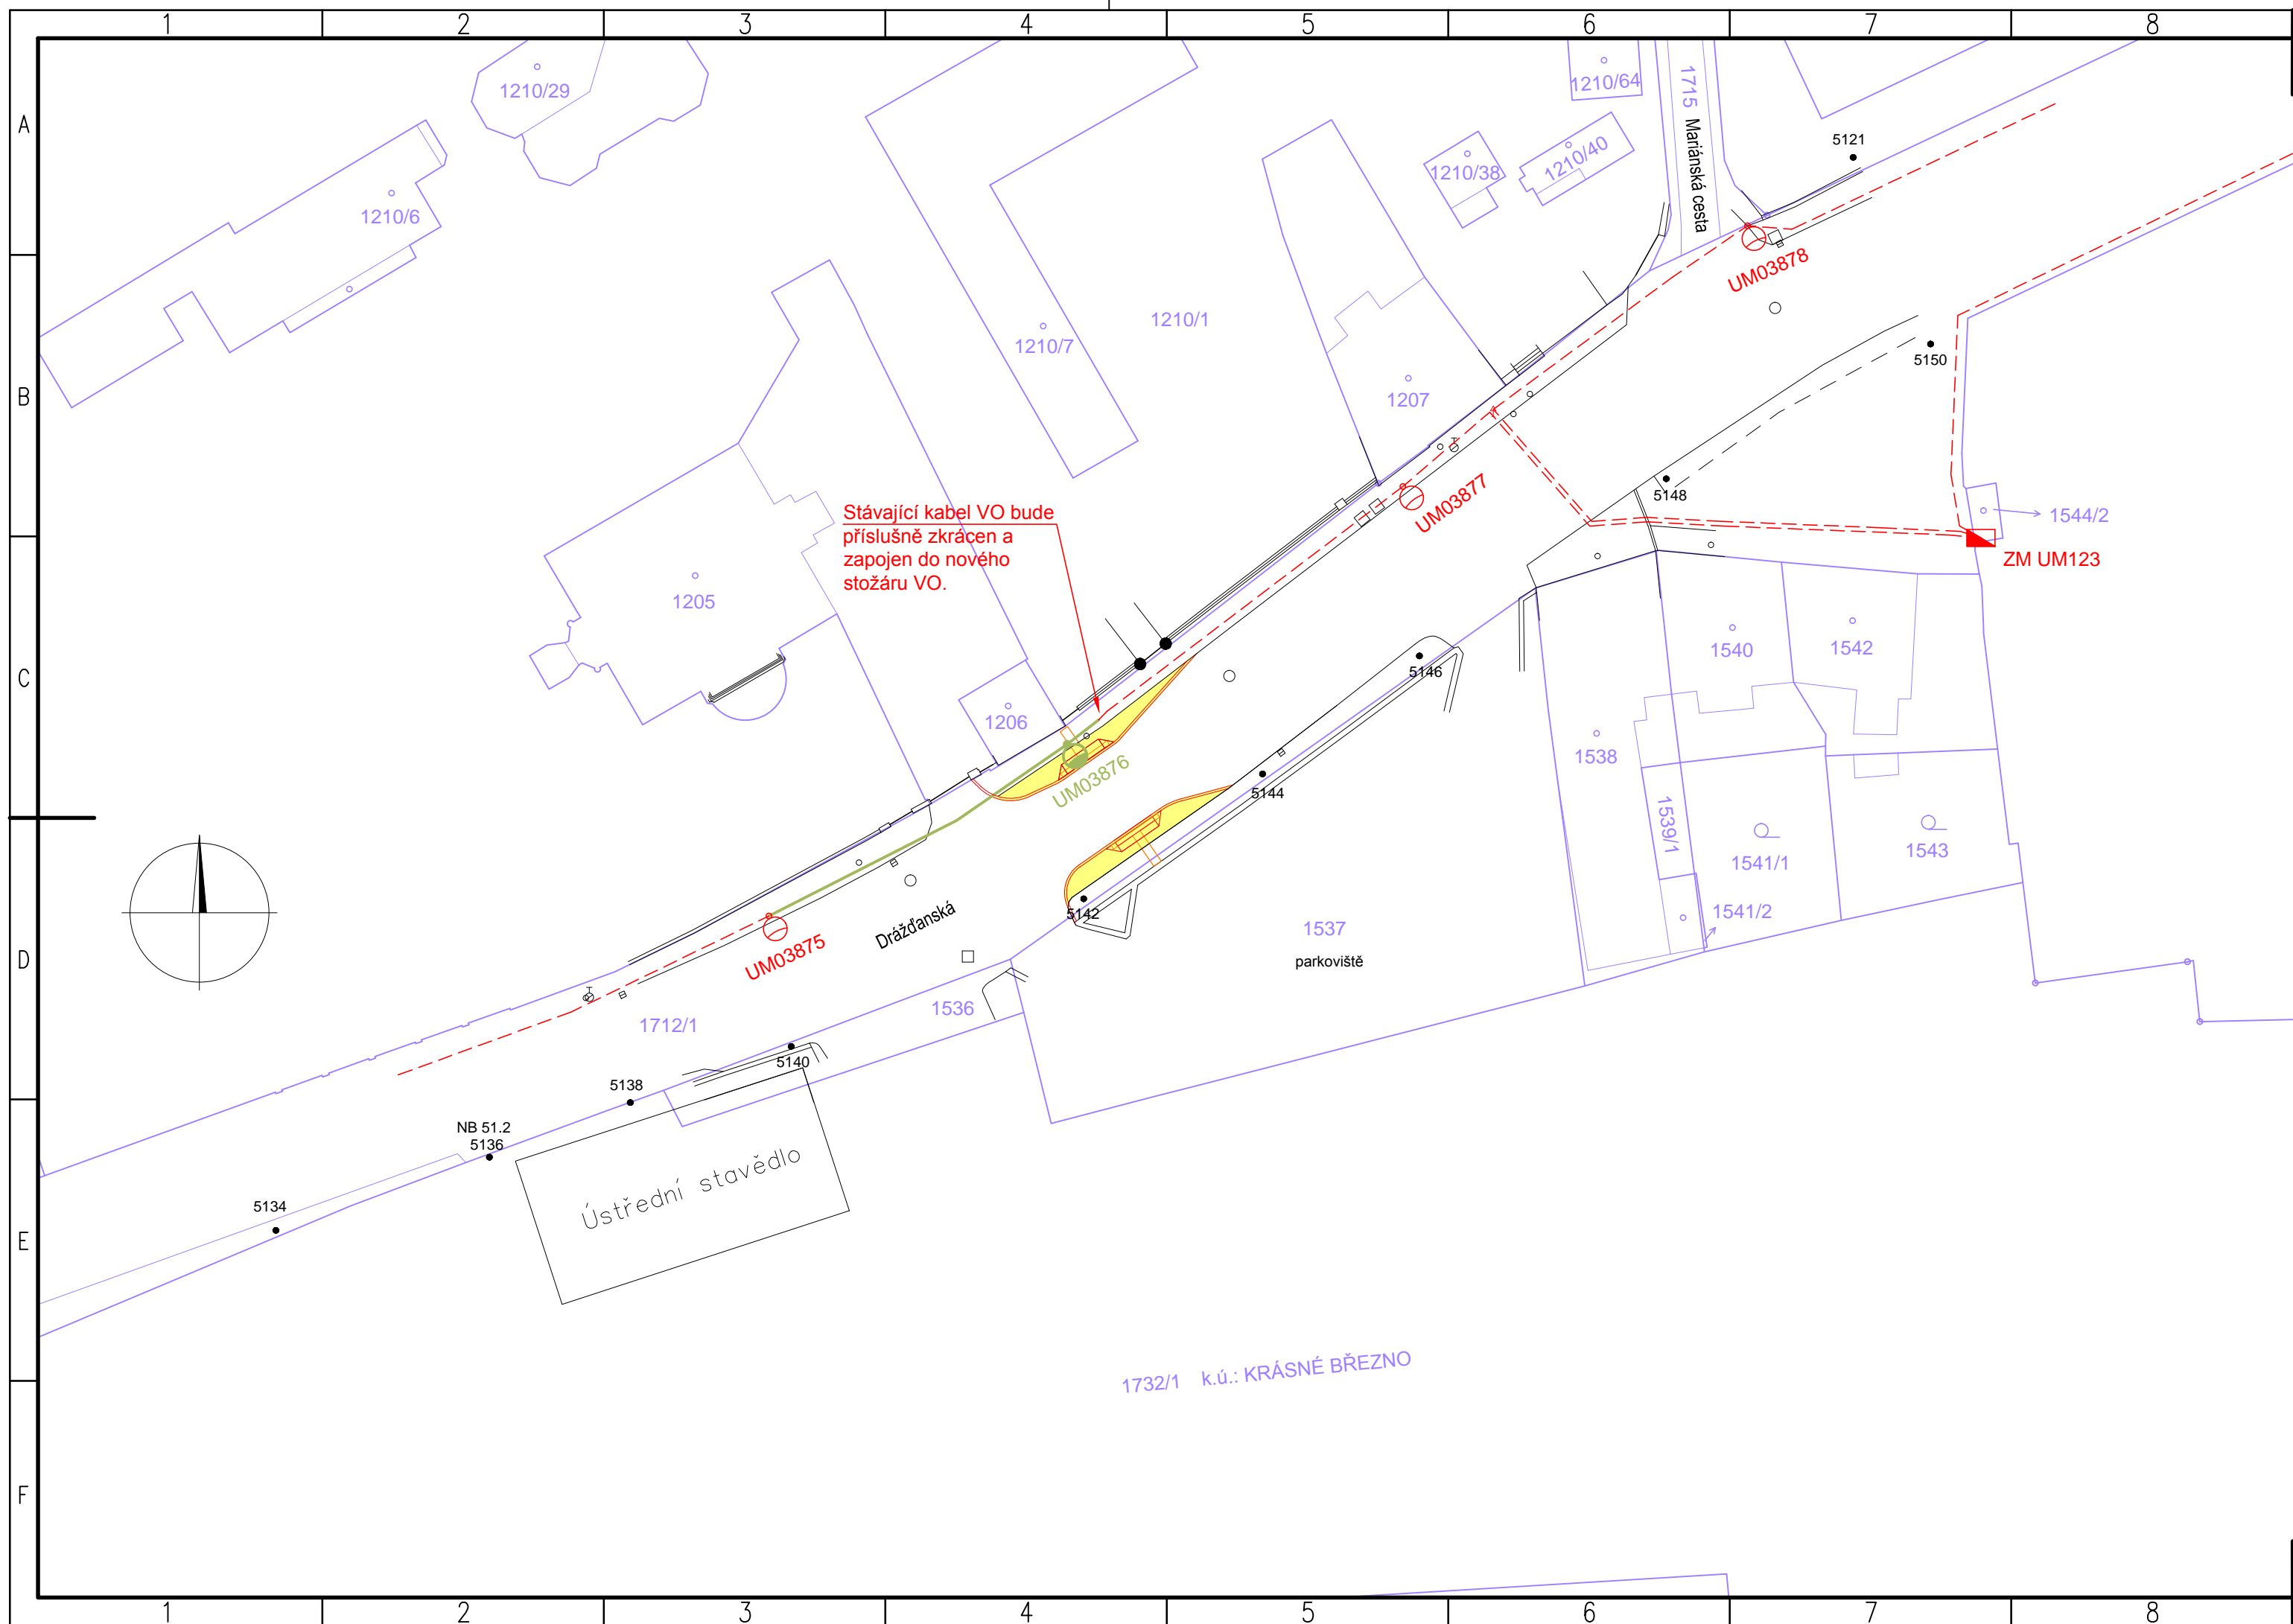 1 2 3 4 5 6 7 8
A
B
C
D
E
F
1210/29
1210/6
1210/64
1715 Mariánská cesta
1210/38
1210/40
5121
UM03878
1210/1
1210/7
1207
5150
5148
UM03877
Stávající kabel VO bude
příslušně zkrácen a
zapojen do nového
stožáru VO.
1544/2
ZM UM123
1205
1206
5146
1540
1542
1538
UM03876
5144
1539/1
1541/1
1543
5142
1541/2
Drážďanská
UM03875
1537
parkoviště
1536
1712/1
5140
5138
NB 51.2
5136
Ústřední stavědlo
5134
1732/1 k.ú.: KRÁSNÉ BŘEZNO
1 2 3 4 5 6 7 8